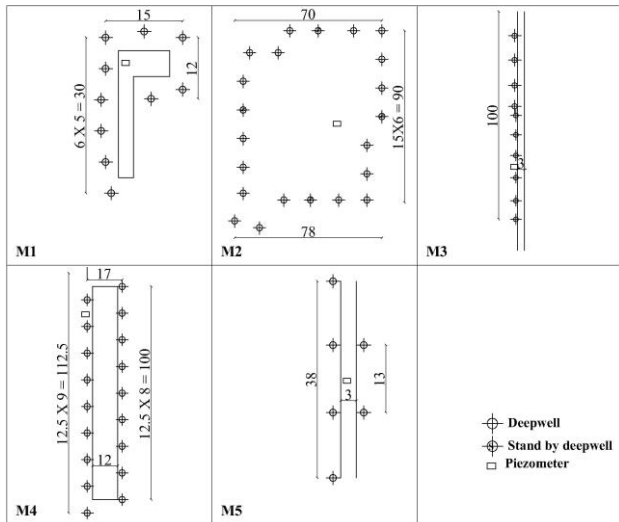 15
12
6 X 5 = 30
M1
70
15X6 = 90
78
M2
100
3
M3
17
12.5 X 9 = 112.5
12.5 X 8 = 100
12
M4
38
13
3
M5
Deepwell
Stand by deepwell
Piezometer